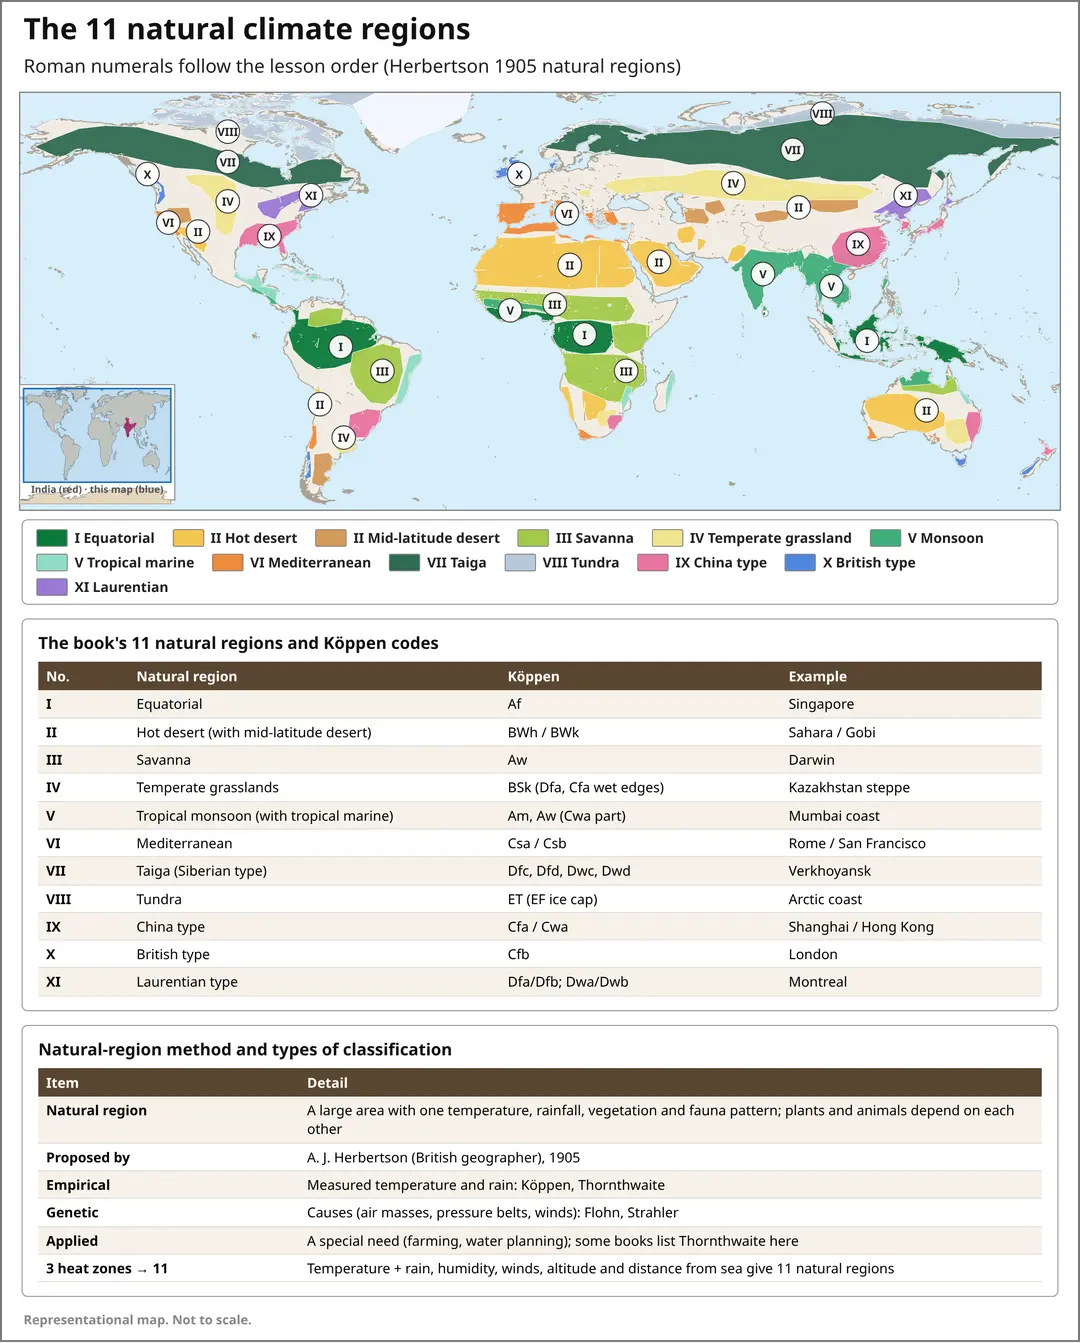 The 11 natural climate regions
Roman numerals follow the lesson order (Herbertson 1905 natural regions)
VIII
VIII
VII
VII
X
X
IV
IV
XI
XI
II
VI
VI
II
IX
IX
II
II
V
V
III
V
I
I
I
III
III
II
II
IV
India (red) · this map (blue)
I Equatorial
II Hot desert
II Mid-latitude desert
III Savanna
IV Temperate grassland
V Monsoon
V Tropical marine
VI Mediterranean
VII Taiga
VIII Tundra
IX China type
X British type
XI Laurentian
The book's 11 natural regions and Köppen codes
No. Natural region Köppen Example
I Equatorial Af Singapore
II Hot desert (with mid-latitude desert) BWh / BWk Sahara / Gobi
III Savanna Aw Darwin
IV Temperate grasslands BSk (Dfa, Cfa wet edges) Kazakhstan steppe
V Tropical monsoon (with tropical marine) Am, Aw (Cwa part) Mumbai coast
VI Mediterranean Csa / Csb Rome / San Francisco
VII Taiga (Siberian type) Dfc, Dfd, Dwc, Dwd Verkhoyansk
VIII Tundra ET (EF ice cap) Arctic coast
IX China type Cfa / Cwa Shanghai / Hong Kong
X British type Cfb London
XI Laurentian type Dfa/Dfb; Dwa/Dwb Montreal
Natural-region method and types of classification
Item Detail
Natural region A large area with one temperature, rainfall, vegetation and fauna pattern; plants and animals depend on each
other
Proposed by A. J. Herbertson (British geographer), 1905
Empirical Measured temperature and rain: Köppen, Thornthwaite
Genetic Causes (air masses, pressure belts, winds): Flohn, Strahler
Applied A special need (farming, water planning); some books list Thornthwaite here
3 heat zones → 11 Temperature + rain, humidity, winds, altitude and distance from sea give 11 natural regions
Representational map. Not to scale.